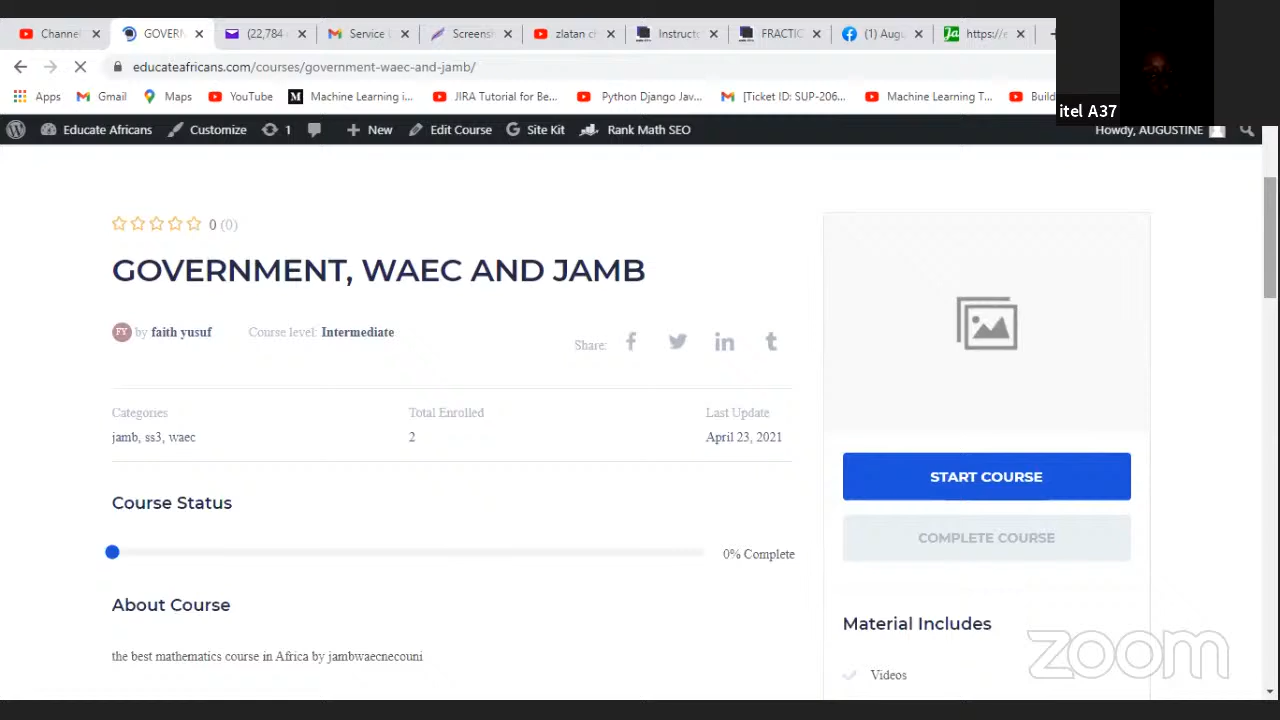 Channel
GOVERN
(22,784
Service
Screensh
zlatan c
Instructo
FRACTIC
(1) Augu
https://e
educateafricans.com/courses/government-waec-and-jamb/
Apps
Gmail
Maps
YouTube
Machine Learning i...
JIRA Tutorial for Be...
Python Django Jav...
[Ticket ID: SUP-206...
Machine Learning T...
Build
itel A37
Educate Africans
Customize
1
New
Edit Course
Site Kit
Rank Math SEO
Howdy, AUGUSTINE
0 (0)
GOVERNMENT, WAEC AND JAMB
FY by faith yusuf
Course level: Intermediate
Share:
Categories
Total Enrolled
Last Update
jamb, ss3, waec
2
April 23, 2021
START COURSE
COMPLETE COURSE
Course Status
0% Complete
About Course
the best mathematics course in Africa by jambwaecnecouni
Material Includes
Videos
zoom